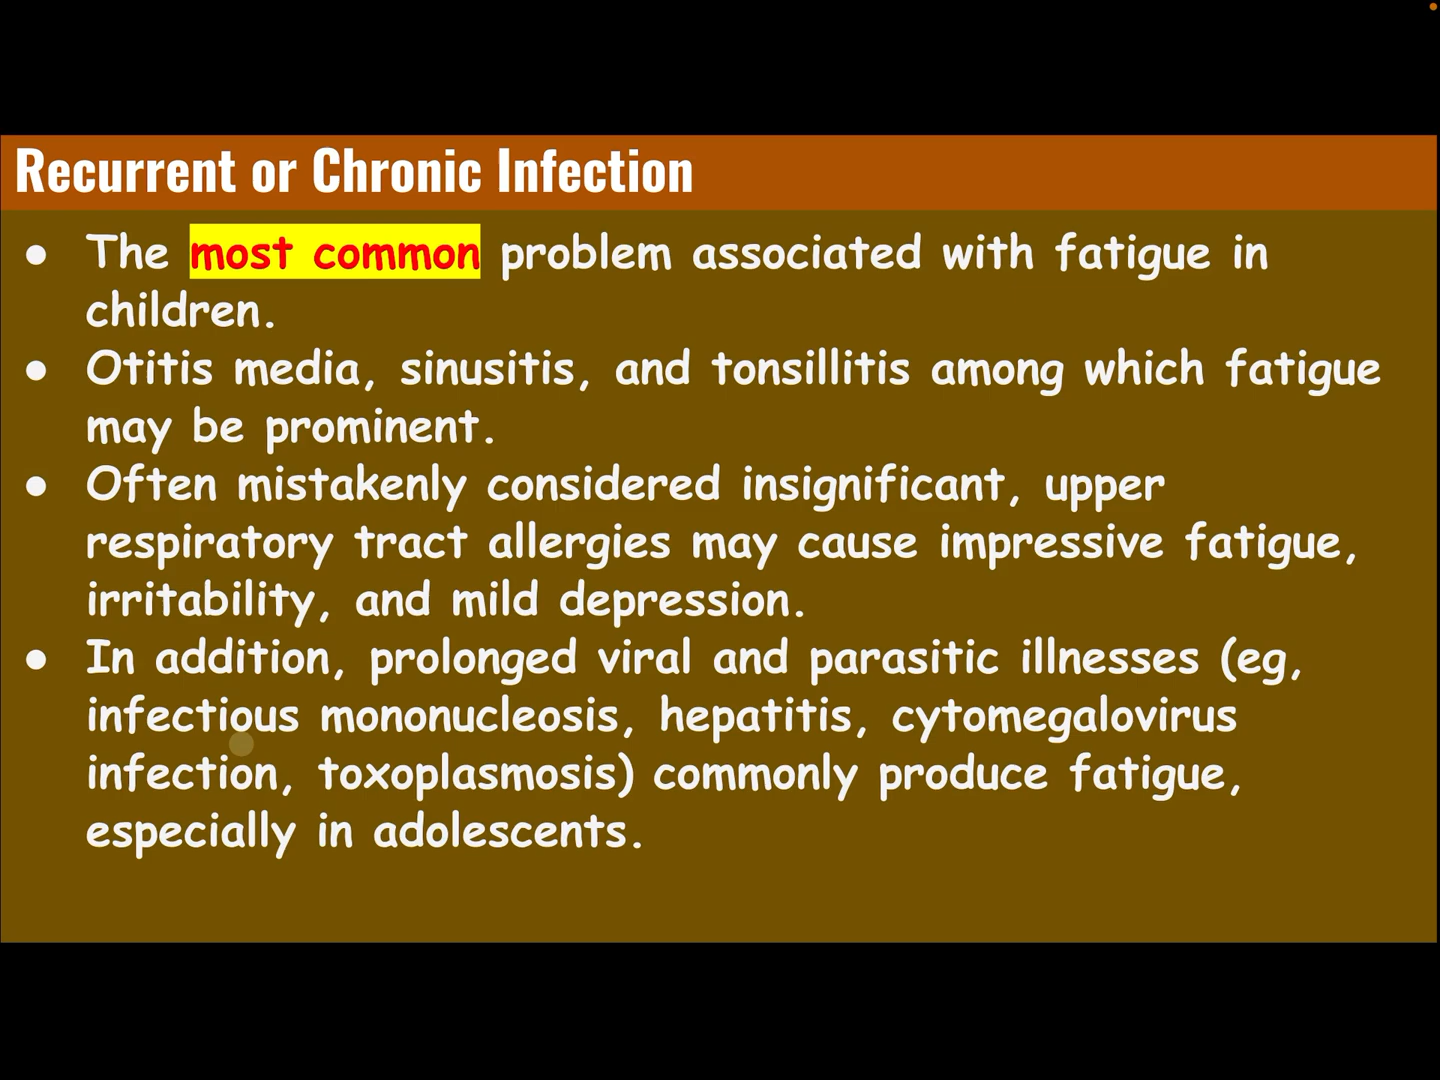 Recurrent or Chronic Infection
● The most common problem associated with fatigue in
children.
● Otitis media, sinusitis, and tonsillitis among which fatigue
may be prominent.
● Often mistakenly considered insignificant, upper
respiratory tract allergies may cause impressive fatigue,
irritability, and mild depression.
● In addition, prolonged viral and parasitic illnesses (eg,
infectious mononucleosis, hepatitis, cytomegalovirus
infection, toxoplasmosis) commonly produce fatigue,
especially in adolescents.